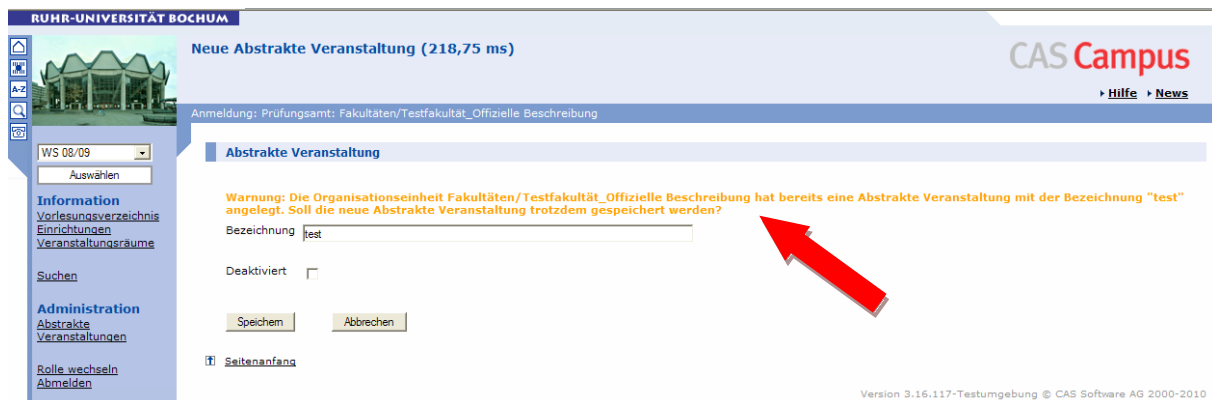 RUHR-UNIVERSITÄT BOCHUM
Neue Abstrakte Veranstaltung (218,75 ms)
CAS Campus
Hilfe News
A-Z
Anmeldung: Prüfungsamt: Fakultäten/Testfakultät_Offizielle Beschreibung
WS 08/09
Auswählen
Information
Vorlesungsverzeichnis
Einrichtungen
Veranstaltungsräume
Suchen
Administration
Abstrakte
Veranstaltungen
Rolle wechseln
Abmelden
Abstrakte Veranstaltung
Warnung: Die Organisationseinheit Fakultäten/Testfakultät_Offizielle Beschreibung hat bereits eine Abstrakte Veranstaltung mit der Bezeichnung "test"
angelegt. Soll die neue Abstrakte Veranstaltung trotzdem gespeichert werden?
Bezeichnung test
Deaktiviert
Speichern Abbrechen
Seitenanfang
Version 3.16.117-Testumgebung © CAS Software AG 2000-2010